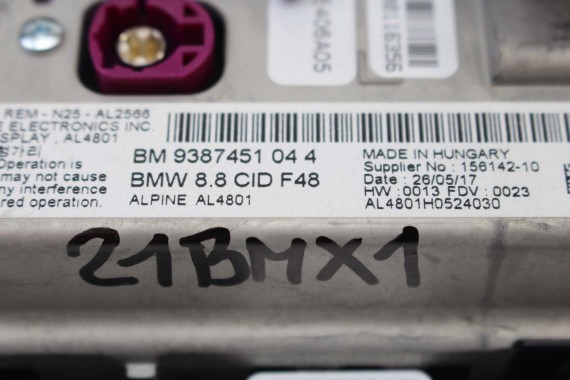 8406A05
116356
REM - N25 - AL2566
E ELECTRONICS INC.
SPLAY , AL4801
Operation is
may not cause
y interference
red operation.
BM 9387451 04 4
BMW 8.8 CID F48
ALPINE AL4801
MADE IN HUNGARY
Supplier No : 156142-10
Date : 26/05/17
HW : 0013 FDV : 0023
AL4801H0524030
21BMX1